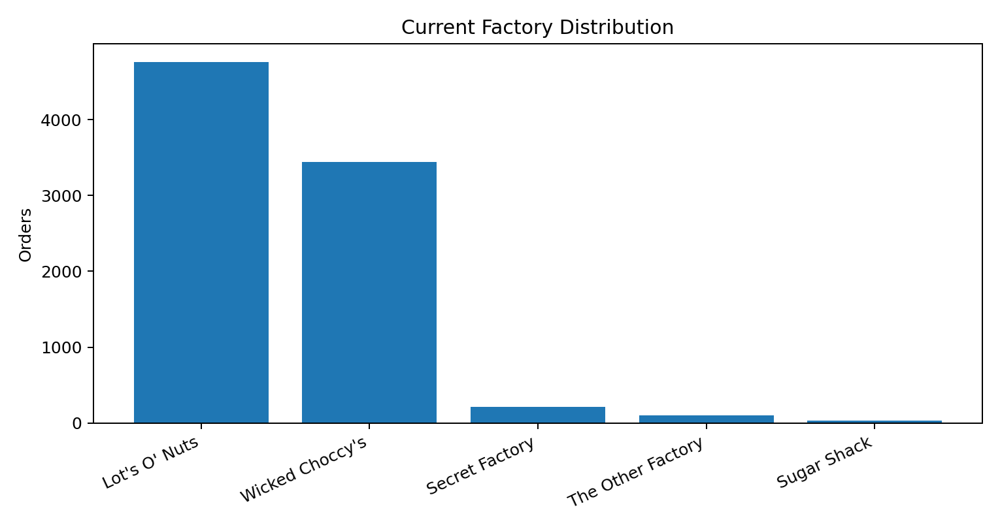 Current Factory Distribution
Orders
4000
3000
2000
1000
0
Lot's O' Nuts
Wicked Choccy's
Secret Factory
The Other Factory
Sugar Shack